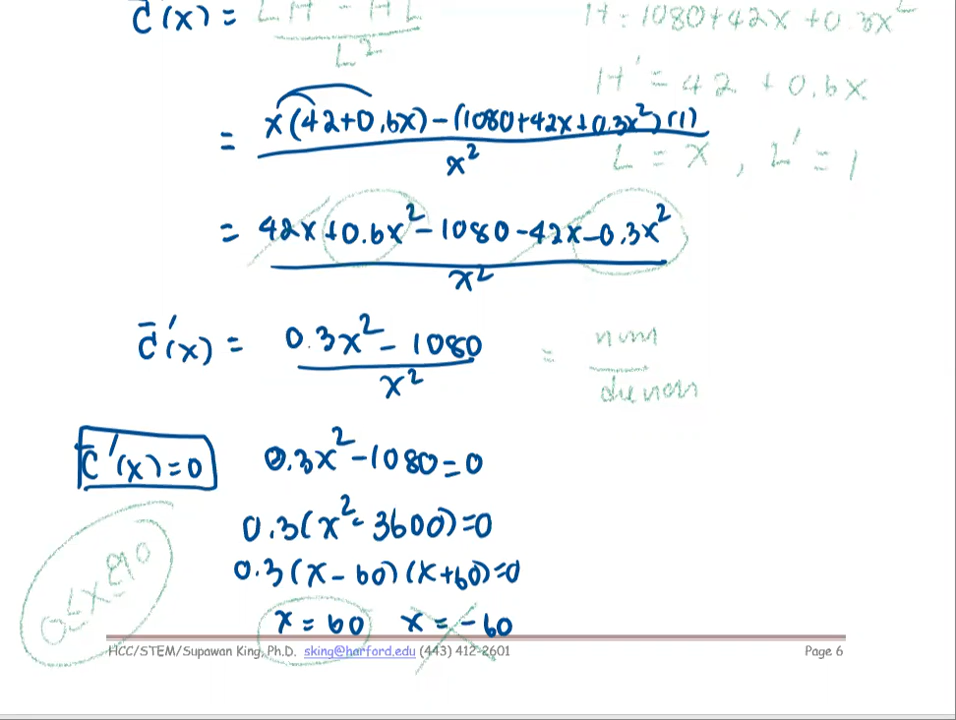 C̄'(x) = LH' - HL'
L²
H = 1080+42x+0.3x²
H' = 42 + 0.6x
= x(42+0.6x) - (1080+42x+0.3x²)(1)
x²
L = x , L' = 1
= 42x+0.6x² - 1080 - 42x - 0.3x²
x²
C̄'(x) = 0.3x² - 1080
x²
= num
denom
C̄'(x) = 0
0.3x² - 1080 = 0
0.3(x² - 3600) = 0
0.3(x - 60)(x+60) = 0
x = 60 x = -60
HCC/STEM/Supawan King, Ph.D. sking@harford.edu (443) 412-2601 Page 6